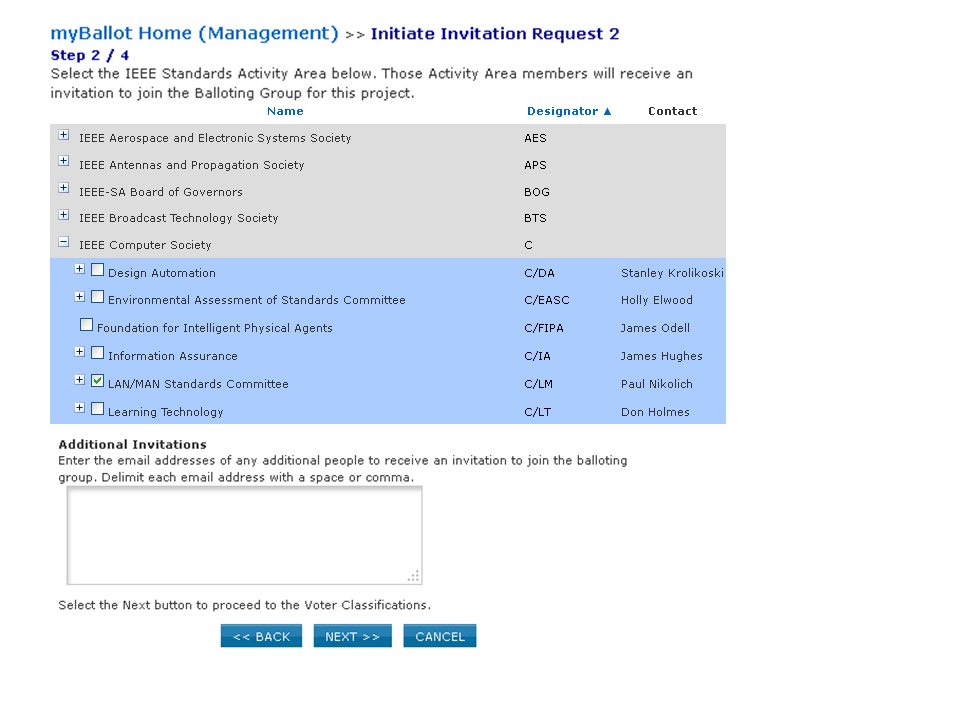 myBallot Home (Management) >> Initiate Invitation Request 2
Step 2 / 4
Select the IEEE Standards Activity Area below. Those Activity Area members will receive an
invitation to join the Balloting Group for this project.
Name Designator ▲ Contact
IEEE Aerospace and Electronic Systems Society AES
IEEE Antennas and Propagation Society APS
IEEE-SA Board of Governors BOG
IEEE Broadcast Technology Society BTS
IEEE Computer Society C
Design Automation C/DA Stanley Krolikoski
Environmental Assessment of Standards Committee C/EASC Holly Elwood
Foundation for Intelligent Physical Agents C/FIPA James Odell
Information Assurance C/IA James Hughes
LAN/MAN Standards Committee C/LM Paul Nikolich
Learning Technology C/LT Don Holmes
Additional Invitations
Enter the email addresses of any additional people to receive an invitation to join the balloting
group. Delimit each email address with a space or comma.
Select the Next button to proceed to the Voter Classifications.
<< BACK NEXT >> CANCEL